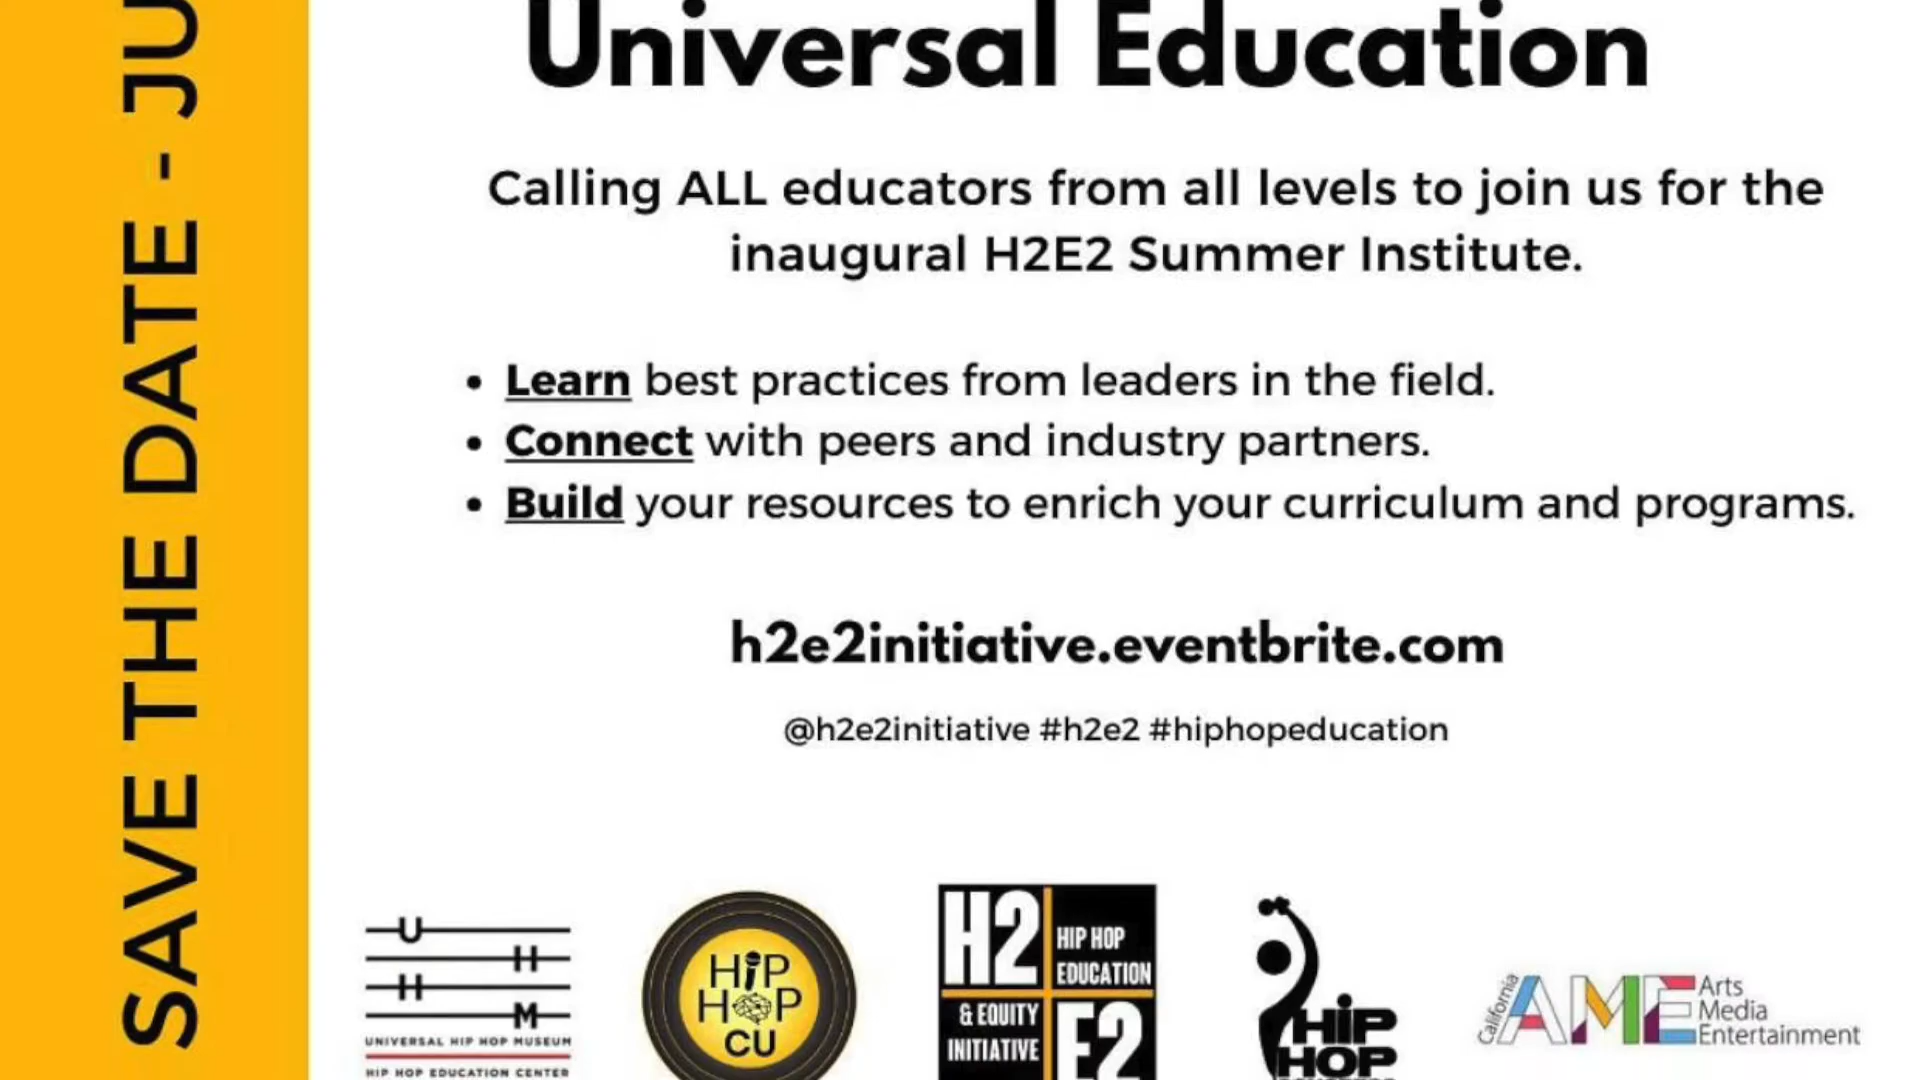 SAVE THE DATE - JU
Universal Education
Calling ALL educators from all levels to join us for the
inaugural H2E2 Summer Institute.
• Learn best practices from leaders in the field.
• Connect with peers and industry partners.
• Build your resources to enrich your curriculum and programs.
h2e2initiative.eventbrite.com
@h2e2initiative #h2e2 #hiphopeducation
U
H
H
M
UNIVERSAL HIP HOP MUSEUM
HIP HOP EDUCATION CENTER
HiP
HOP
CU
H2
HIP HOP
EDUCATION
& EQUITY
INITIATIVE
E2
HiP
HOP
California
AME
Arts
Media
Entertainment